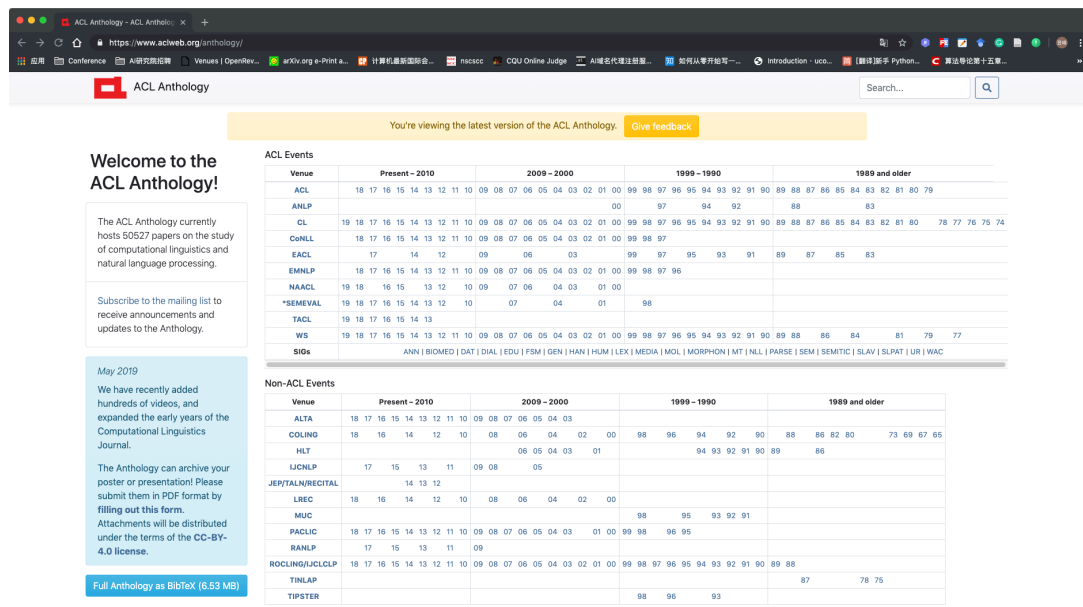 ACL Anthology - ACL Antholog × +
https://www.aclweb.org/anthology/
应用 Conference AI研究院招聘 Venues | OpenRev... arXiv.org e-Print a... 计算机最新国际会... nscscc CQU Online Judge AI域名代理注册服... 如何从零开始写一... Introduction · uco... [翻译]新手 Python... 算法导论第十五章... »
ACL Anthology Search...
You're viewing the latest version of the ACL Anthology. Give feedback
Welcome to the
ACL Anthology!
The ACL Anthology currently
hosts 50527 papers on the study
of computational linguistics and
natural language processing.
Subscribe to the mailing list to
receive announcements and
updates to the Anthology.
May 2019
We have recently added
hundreds of videos, and
expanded the early years of the
Computational Linguistics
Journal.
The Anthology can archive your
poster or presentation! Please
submit them in PDF format by
filling out this form.
Attachments will be distributed
under the terms of the CC-BY-
4.0 license.
Full Anthology as BibTeX (6.53 MB)
ACL Events
Venue Present – 2010 2009 – 2000 1999 – 1990 1989 and older
ACL 18 17 16 15 14 13 12 11 10 09 08 07 06 05 04 03 02 01 00 99 98 97 96 95 94 93 92 91 90 89 88 87 86 85 84 83 82 81 80 79
ANLP 00 97 94 92 88 83
CL 19 18 17 16 15 14 13 12 11 10 09 08 07 06 05 04 03 02 01 00 99 98 97 96 95 94 93 92 91 90 89 88 87 86 85 84 83 82 81 80 78 77 76 75 74
CoNLL 18 17 16 15 14 13 12 11 10 09 08 07 06 05 04 03 02 01 00 99 98 97
EACL 17 14 12 09 06 03 99 97 95 93 91 89 87 85 83
EMNLP 18 17 16 15 14 13 12 11 10 09 08 07 06 05 04 03 02 01 00 99 98 97 96
NAACL 19 18 16 15 13 12 10 09 07 06 04 03 01 00
*SEMEVAL 19 18 17 16 15 14 13 12 10 07 04 01 98
TACL 19 18 17 16 15 14 13
WS 19 18 17 16 15 14 13 12 11 10 09 08 07 06 05 04 03 02 01 00 99 98 97 96 95 94 93 92 91 90 89 88 86 84 81 79 77
SIGs ANN | BIOMED | DAT | DIAL | EDU | FSM | GEN | HAN | HUM | LEX | MEDIA | MOL | MORPHON | MT | NLL | PARSE | SEM | SEMITIC | SLAV | SLPAT | UR | WAC
Non-ACL Events
Venue Present – 2010 2009 – 2000 1999 – 1990 1989 and older
ALTA 18 17 16 15 14 13 12 11 10 09 08 07 06 05 04 03
COLING 18 16 14 12 10 08 06 04 02 00 98 96 94 92 90 88 86 82 80 73 69 67 65
HLT 06 05 04 03 01 94 93 92 91 90 89 86
IJCNLP 17 15 13 11 09 08 05
JEP/TALN/RECITAL 14 13 12
LREC 18 16 14 12 10 08 06 04 02 00
MUC 98 95 93 92 91
PACLIC 18 17 16 15 14 13 12 11 10 09 08 07 06 05 04 03 01 00 99 98 96 95
RANLP 17 15 13 11 09
ROCLING/IJCLCLP 18 17 16 15 14 13 12 11 10 09 08 07 06 05 04 03 02 01 00 99 98 97 96 95 94 93 92 91 90 89 88
TINLAP 87 78 75
TIPSTER 98 96 93